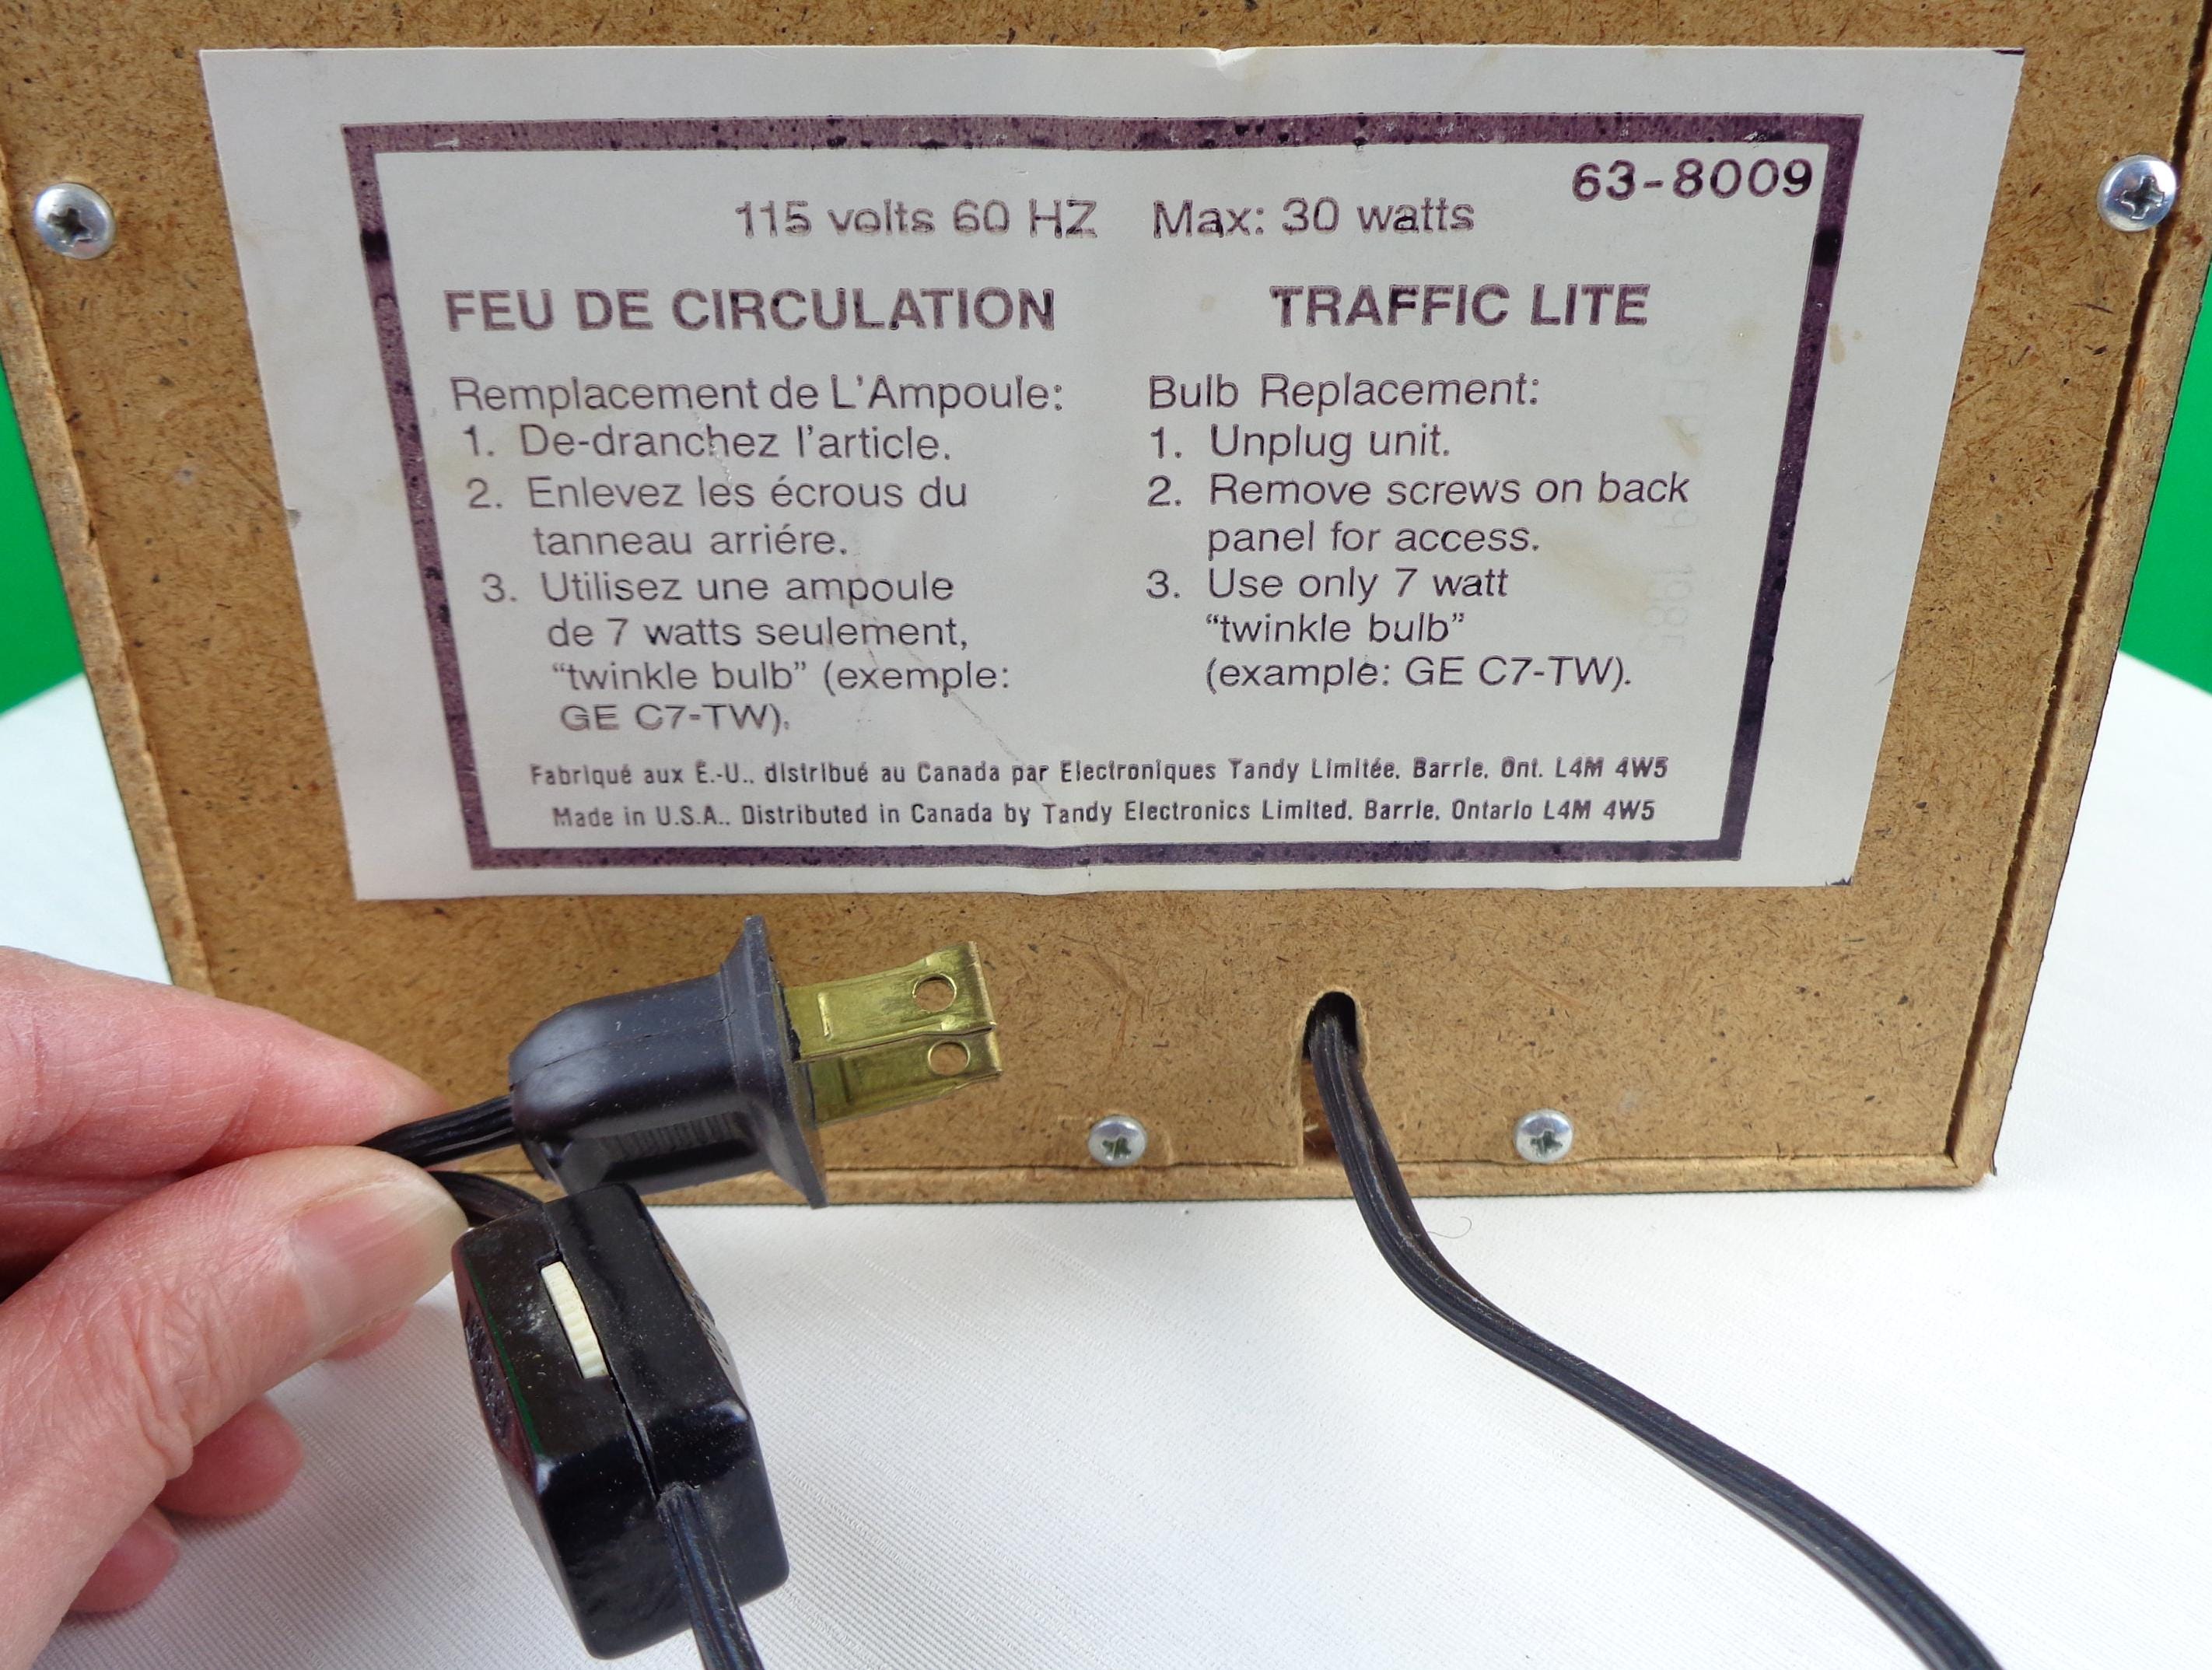 63-8009
115 volts 60 HZ Max: 30 watts
FEU DE CIRCULATION
Remplacement de L'Ampoule:
1. De-dranchez l'article.
2. Enlevez les écrous du
tanneau arriére.
3. Utilisez une ampoule
de 7 watts seulement,
“twinkle bulb” (exemple:
GE C7-TW).
TRAFFIC LITE
Bulb Replacement:
1. Unplug unit.
2. Remove screws on back
panel for access.
3. Use only 7 watt
“twinkle bulb”
(example: GE C7-TW).
Fabriqué aux E.-U., distribué au Canada par Electroniques Tandy Limitée, Barrie, Ont. L4M 4W5
Made in U.S.A., Distributed in Canada by Tandy Electronics Limited, Barrie, Ontario L4M 4W5